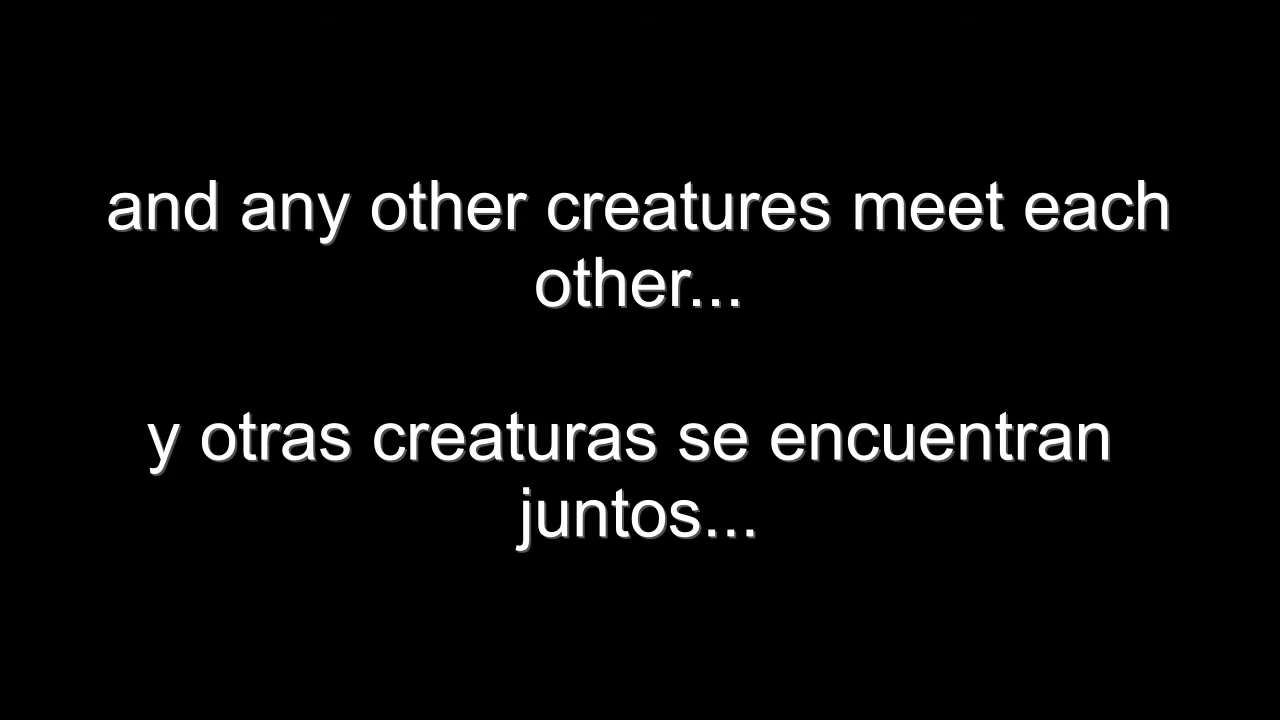 and any other creatures meet each
other...
y otras creaturas se encuentran
juntos...